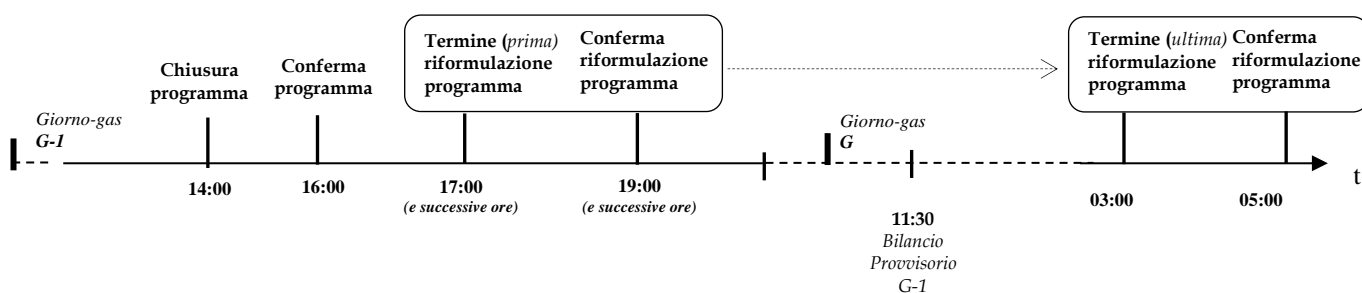 Chiusura
programma
Conferma
programma
Termine (prima)
riformulazione
programma
Conferma
riformulazione
programma
Termine (ultima)
riformulazione
programma
Conferma
riformulazione
programma
Giorno-gas
G-1
Giorno-gas
G
14:00
16:00
17:00
(e successive ore)
19:00
(e successive ore)
11:30
Bilancio
Provvisorio
G-1
03:00
05:00
t